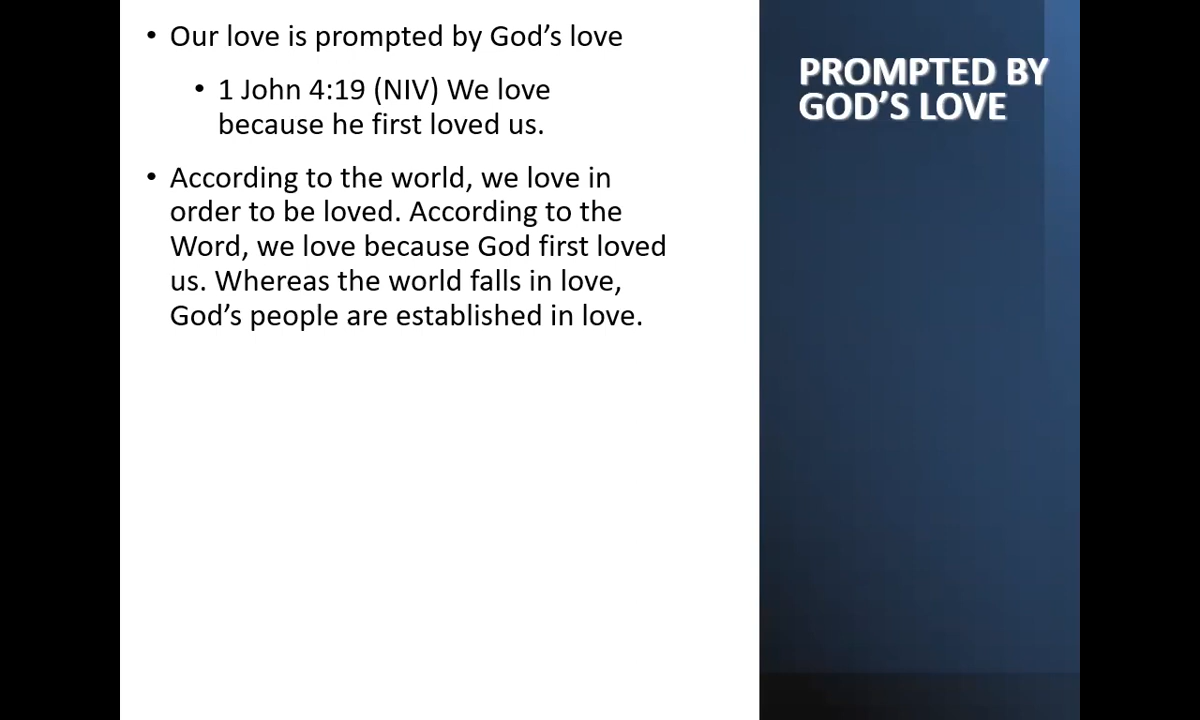 • Our love is prompted by God’s love
• 1 John 4:19 (NIV) We love
because he first loved us.
• According to the world, we love in
order to be loved. According to the
Word, we love because God first loved
us. Whereas the world falls in love,
God’s people are established in love.
PROMPTED BY
GOD’S LOVE